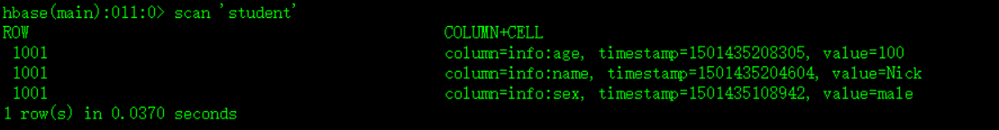 hbase(main):011:0> scan 'student'
ROW COLUMN+CELL
1001 column=info:age, timestamp=1501435208305, value=100
1001 column=info:name, timestamp=1501435204604, value=Nick
1001 column=info:sex, timestamp=1501435108942, value=male
1 row(s) in 0.0370 seconds